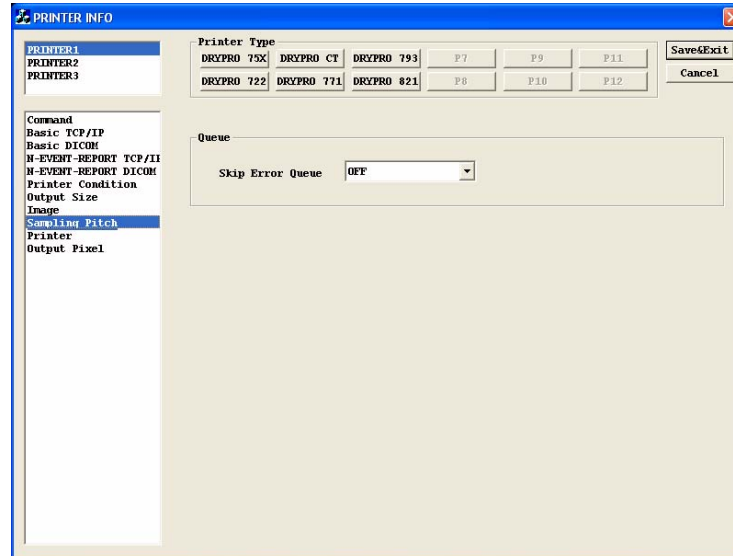 PRINTER INFO
PRINTER1
PRINTER2
PRINTER3
Printer Type
DRYPRO 75X DRYPRO CT DRYPRO 793 P7 P9 P11
DRYPRO 722 DRYPRO 771 DRYPRO 821 P8 P10 P12
Save&Exit
Cancel
Command
Basic TCP/IP
Basic DICOM
N-EVENT-REPORT TCP/IP
N-EVENT-REPORT DICOM
Printer Condition
Output Size
Image
Sampling Pitch
Printer
Output Pixel
Queue
Skip Error Queue OFF